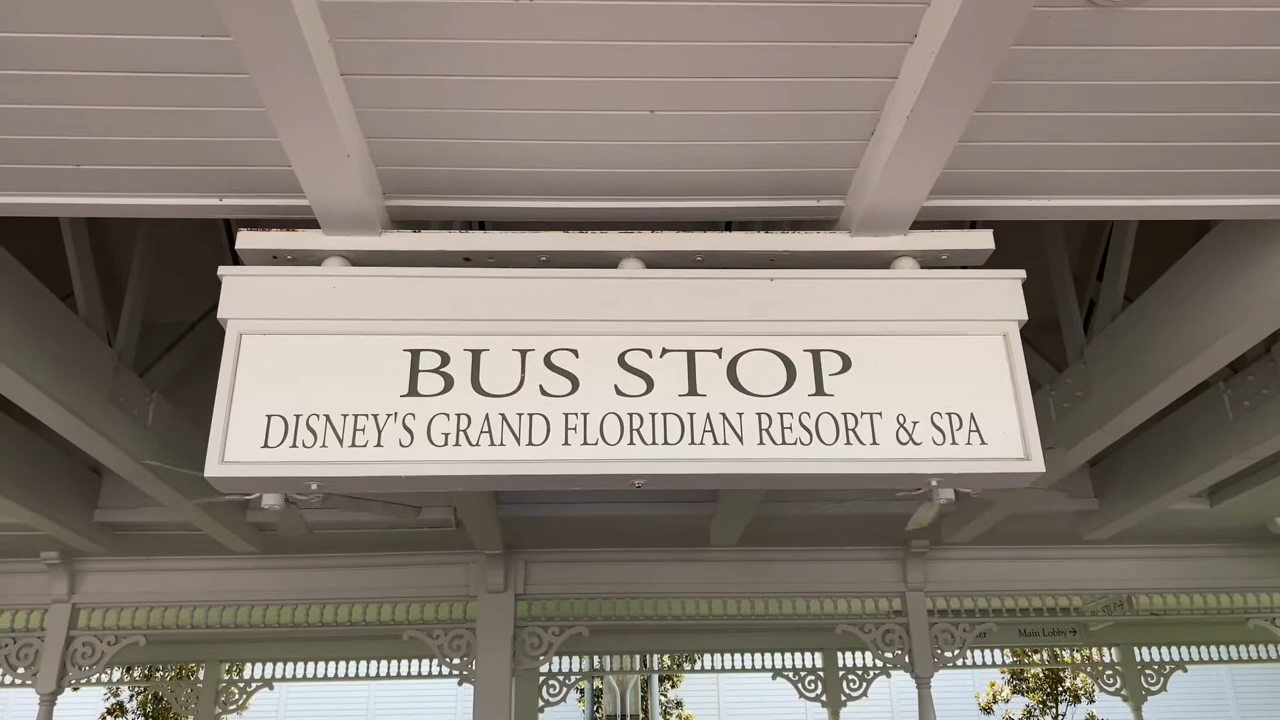 BUS STOP
DISNEY'S GRAND FLORIDIAN RESORT & SPA
Main Lobby→